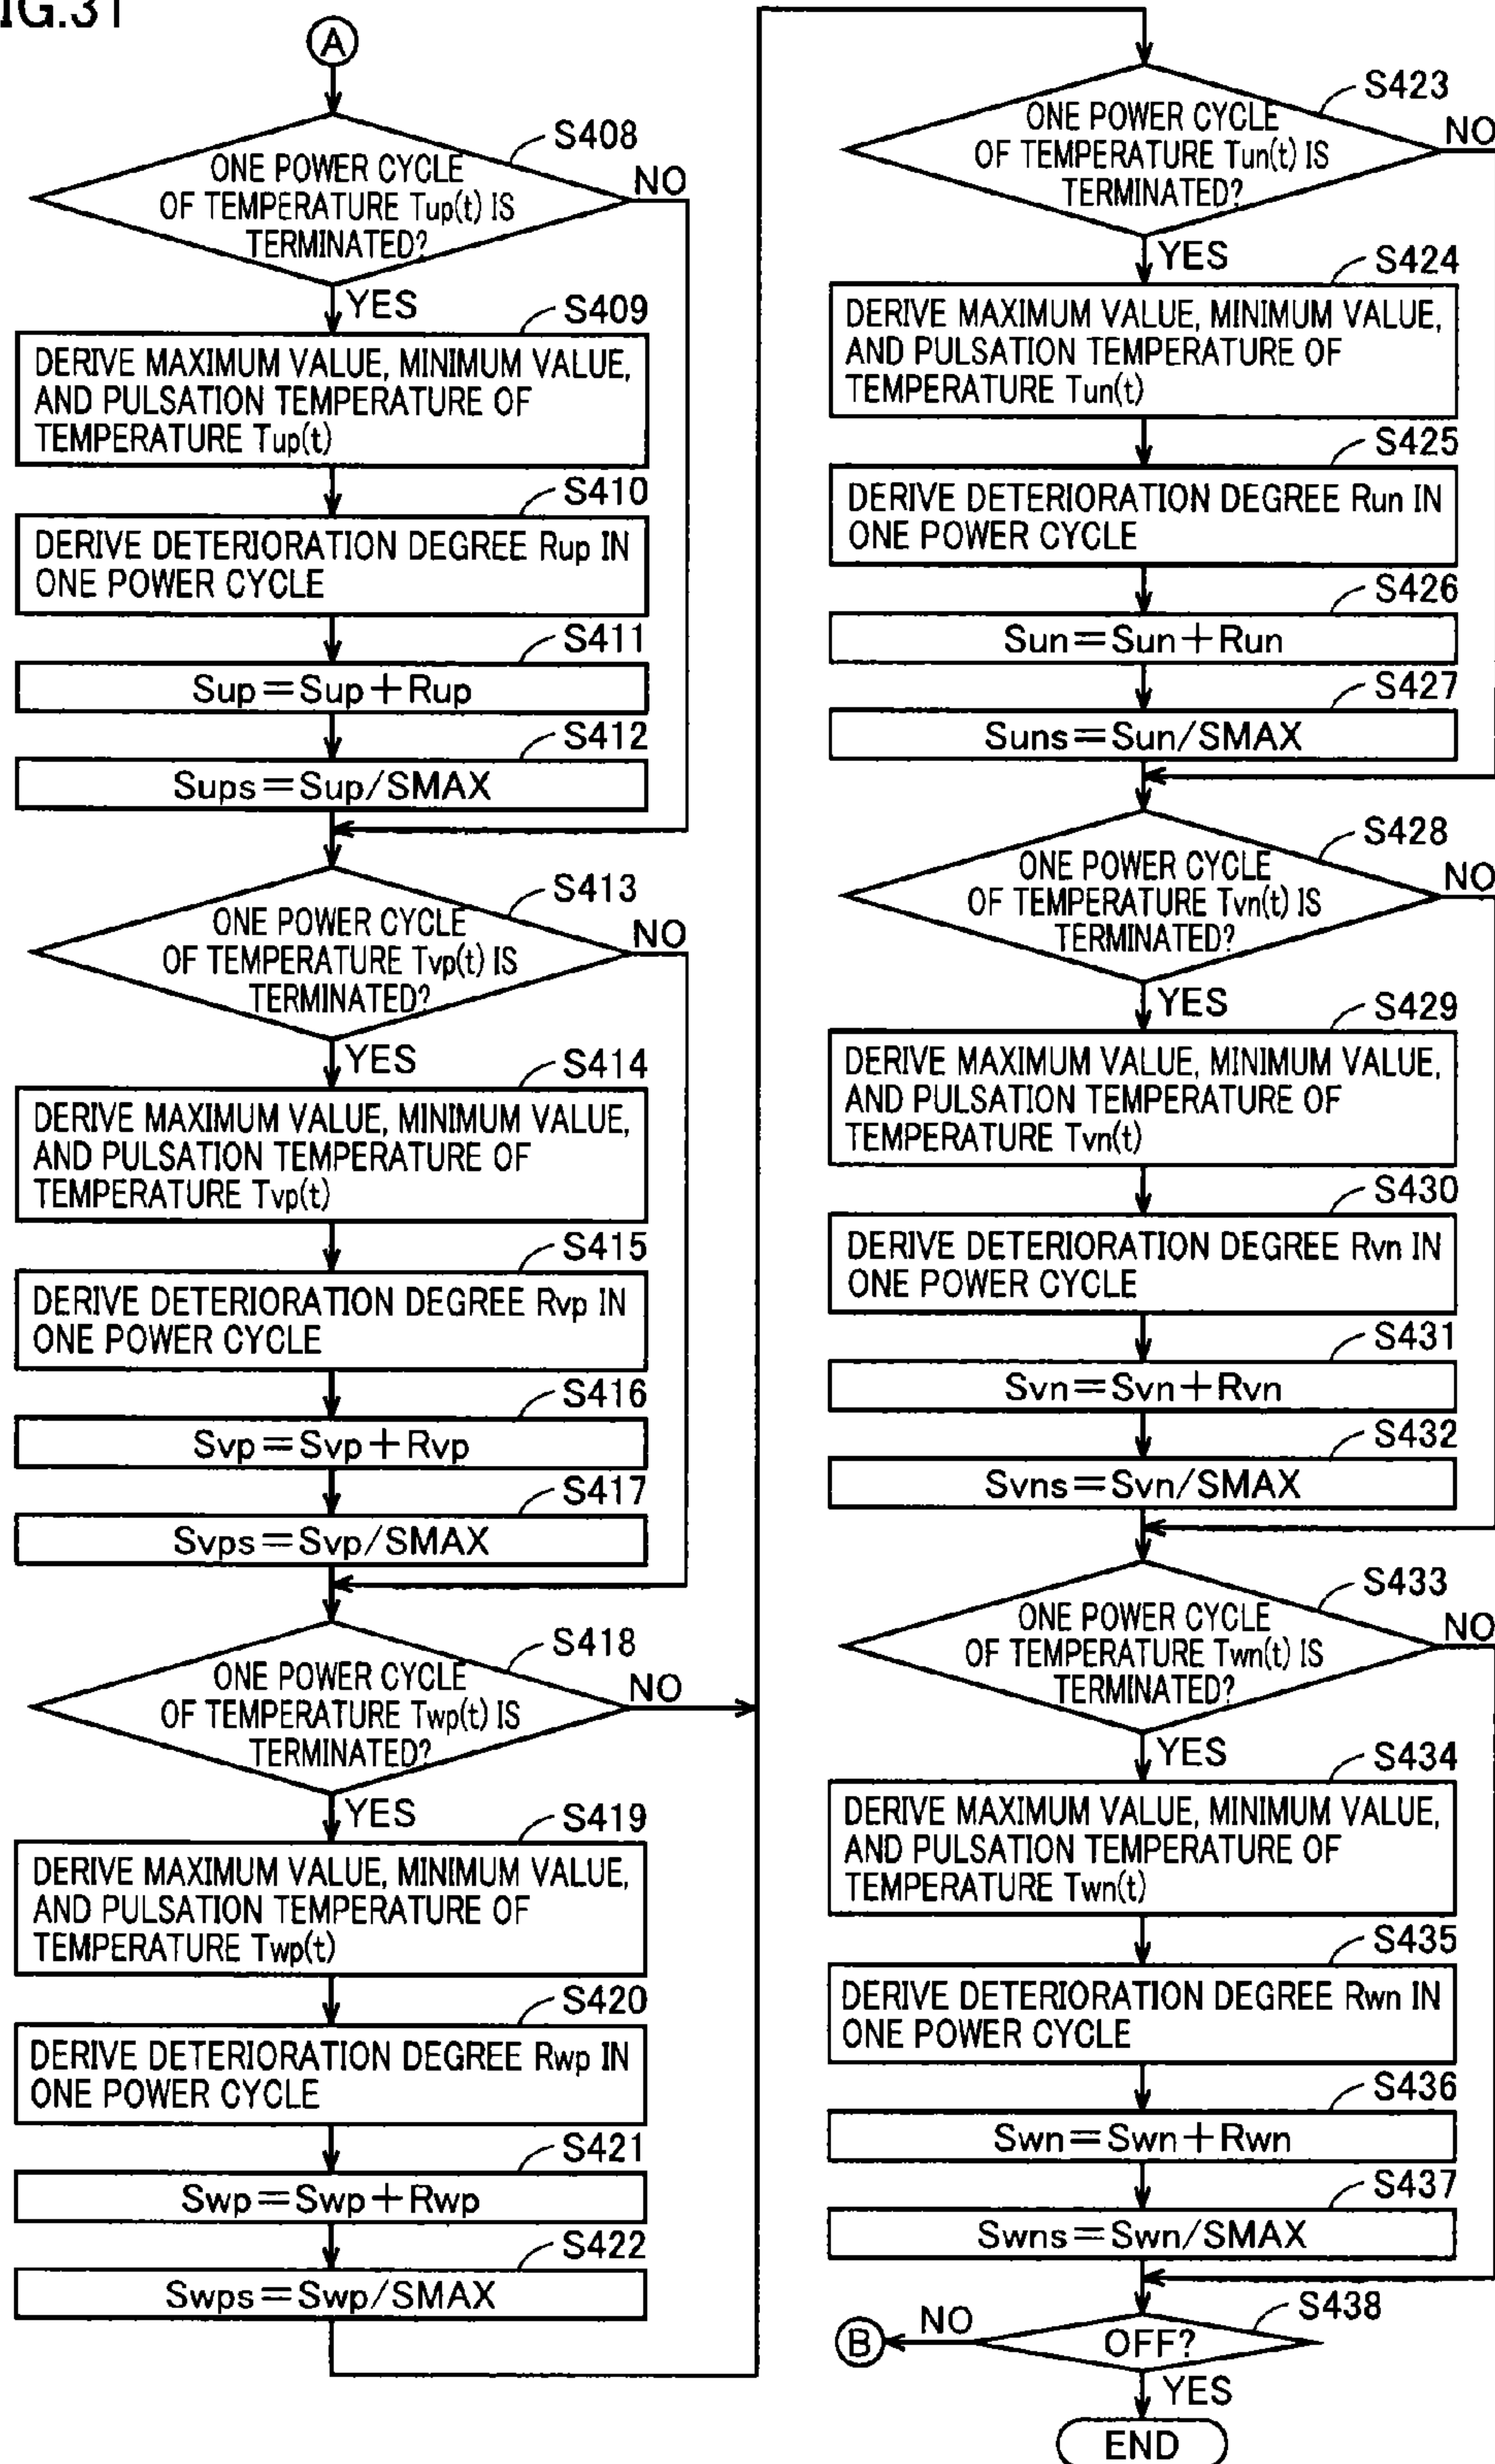 FIG.31
A
S408
ONE POWER CYCLE
OF TEMPERATURE Tup(t) IS
TERMINATED?
NO
YES
S409
DERIVE MAXIMUM VALUE, MINIMUM VALUE,
AND PULSATION TEMPERATURE OF
TEMPERATURE Tup(t)
S410
DERIVE DETERIORATION DEGREE Rup IN
ONE POWER CYCLE
S411
Sup=Sup+Rup
S412
Sups=Sup/SMAX
S413
ONE POWER CYCLE
OF TEMPERATURE Tvp(t) IS
TERMINATED?
NO
YES
S414
DERIVE MAXIMUM VALUE, MINIMUM VALUE,
AND PULSATION TEMPERATURE OF
TEMPERATURE Tvp(t)
S415
DERIVE DETERIORATION DEGREE Rvp IN
ONE POWER CYCLE
S416
Svp=Svp+Rvp
S417
Svps=Svp/SMAX
S418
ONE POWER CYCLE
OF TEMPERATURE Twp(t) IS
TERMINATED?
NO
YES
S419
DERIVE MAXIMUM VALUE, MINIMUM VALUE,
AND PULSATION TEMPERATURE OF
TEMPERATURE Twp(t)
S420
DERIVE DETERIORATION DEGREE Rwp IN
ONE POWER CYCLE
S421
Swp=Swp+Rwp
S422
Swps=Swp/SMAX
S423
ONE POWER CYCLE
OF TEMPERATURE Tun(t) IS
TERMINATED?
NO
YES
S424
DERIVE MAXIMUM VALUE, MINIMUM VALUE,
AND PULSATION TEMPERATURE OF
TEMPERATURE Tun(t)
S425
DERIVE DETERIORATION DEGREE Run IN
ONE POWER CYCLE
S426
Sun=Sun+Run
S427
Suns=Sun/SMAX
S428
ONE POWER CYCLE
OF TEMPERATURE Tvn(t) IS
TERMINATED?
NO
YES
S429
DERIVE MAXIMUM VALUE, MINIMUM VALUE,
AND PULSATION TEMPERATURE OF
TEMPERATURE Tvn(t)
S430
DERIVE DETERIORATION DEGREE Rvn IN
ONE POWER CYCLE
S431
Svn=Svn+Rvn
S432
Svns=Svn/SMAX
S433
ONE POWER CYCLE
OF TEMPERATURE Twn(t) IS
TERMINATED?
NO
YES
S434
DERIVE MAXIMUM VALUE, MINIMUM VALUE,
AND PULSATION TEMPERATURE OF
TEMPERATURE Twn(t)
S435
DERIVE DETERIORATION DEGREE Rwn IN
ONE POWER CYCLE
S436
Swn=Swn+Rwn
S437
Swns=Swn/SMAX
S438
OFF?
NO
B
YES
END